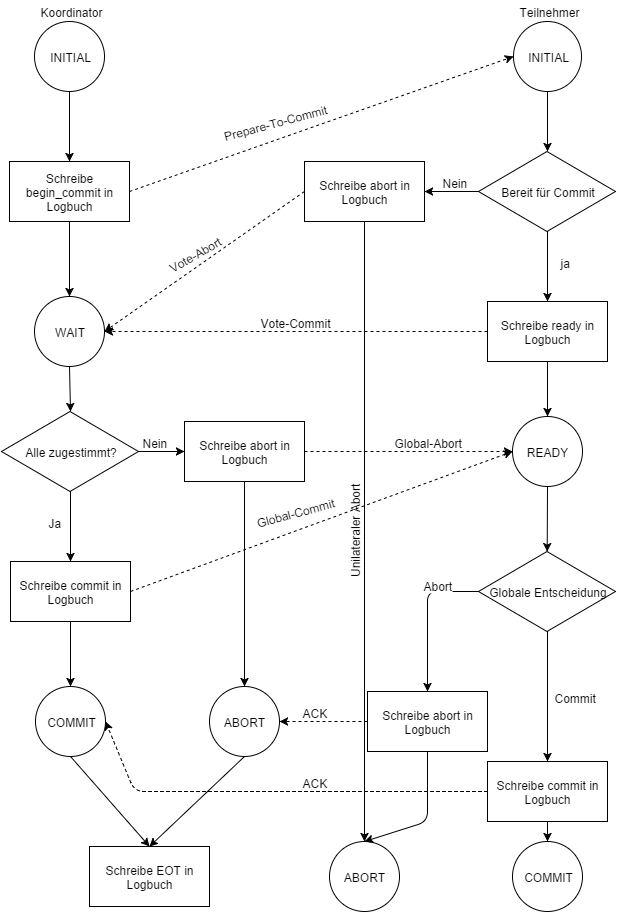 Koordinator
Teilnehmer
INITIAL
INITIAL
Prepare-To-Commit
Schreibe
begin_commit in
Logbuch
Schreibe abort in
Logbuch
Nein
Bereit für Commit
Vote-Abort
ja
WAIT
Vote-Commit
Schreibe ready in
Logbuch
Alle zugestimmt?
Nein
Schreibe abort in
Logbuch
Global-Abort
READY
Ja
Global-Commit
Unilateraler Abort
Schreibe commit in
Logbuch
Abort
Globale Entscheidung
COMMIT
ABORT
ACK
Schreibe abort in
Logbuch
Commit
ACK
Schreibe commit in
Logbuch
Schreibe EOT in
Logbuch
ABORT
COMMIT